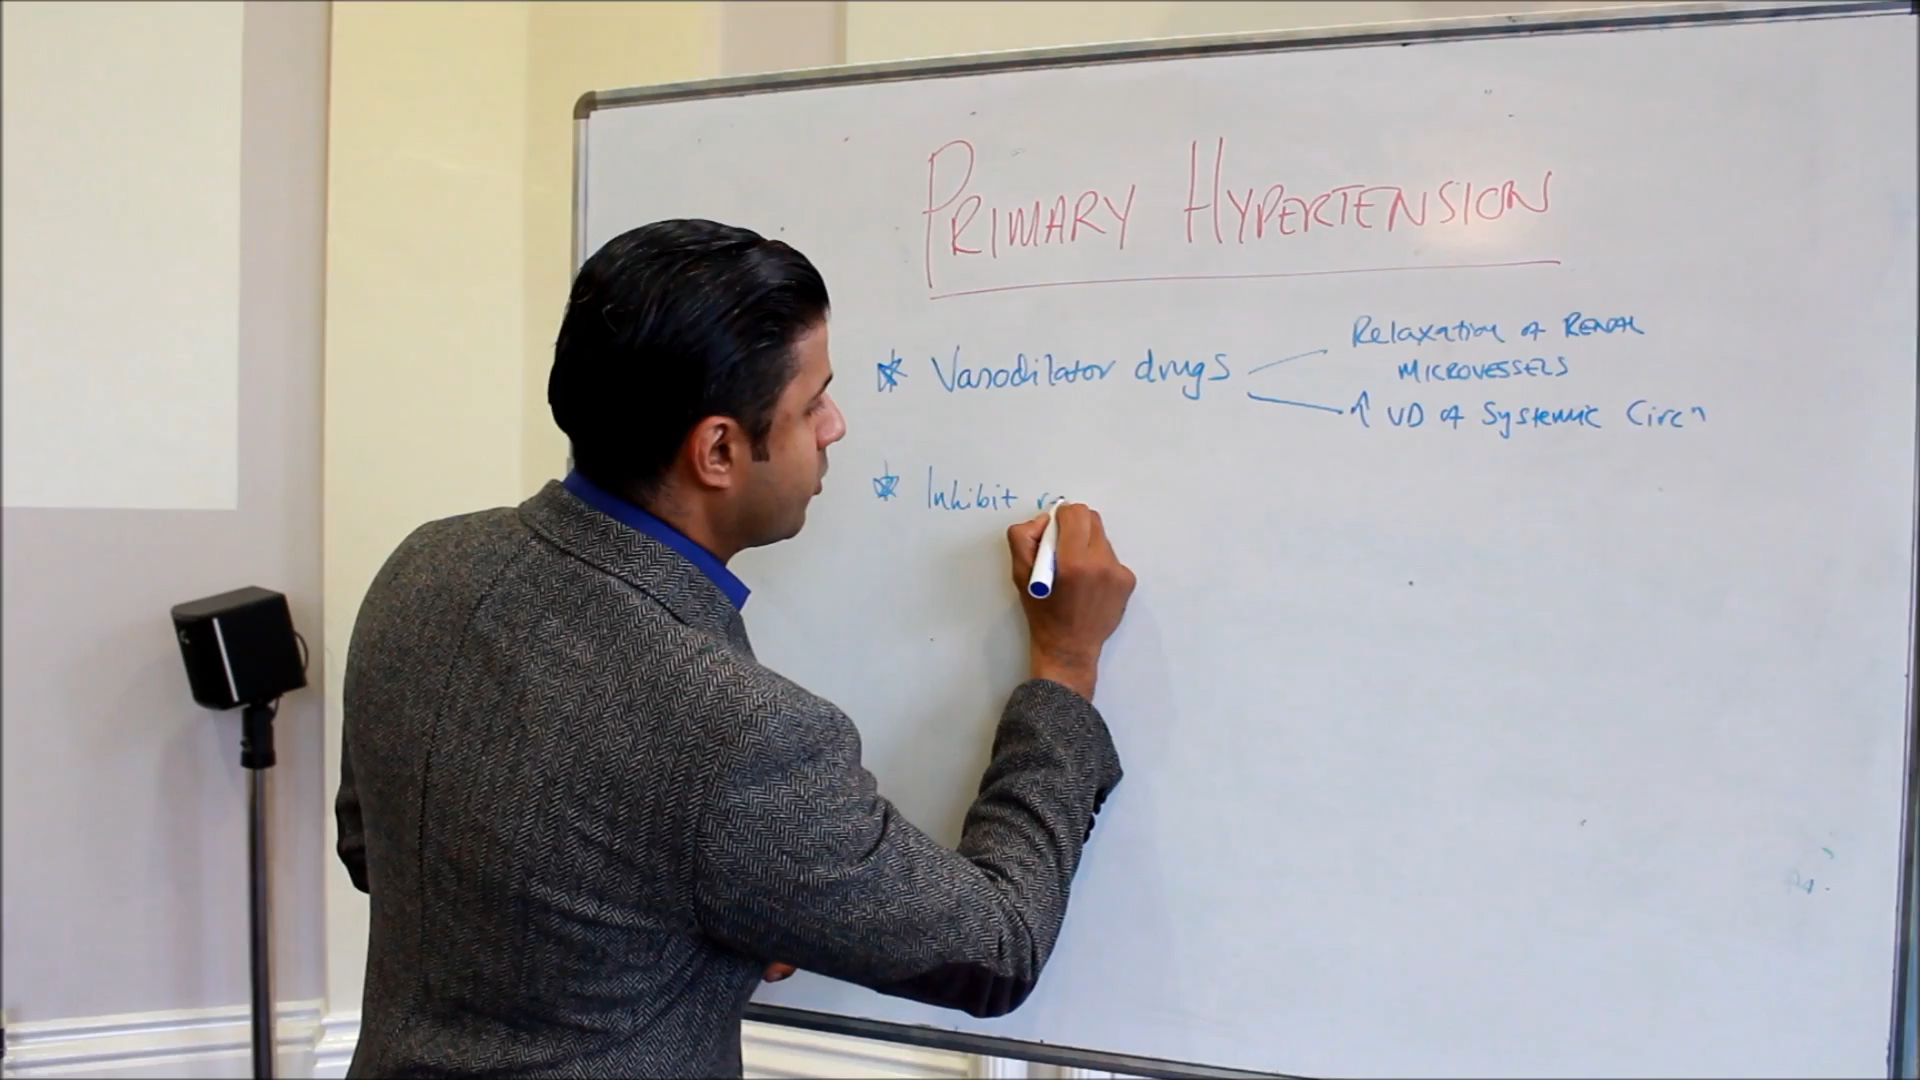 PRIMARY HYPERTENSION
Vasodilator drugs
Relaxation of RENAL
MICROVESSELS
↑ VD of Systemic Circn
Inhibit